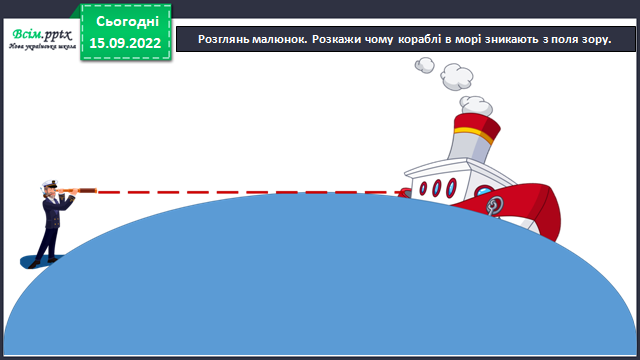 Всім.pptx
Нова українська школа
Сьогодні
15.09.2022
Розглянь малюнок. Розкажи чому кораблі в морі зникають з поля зору.